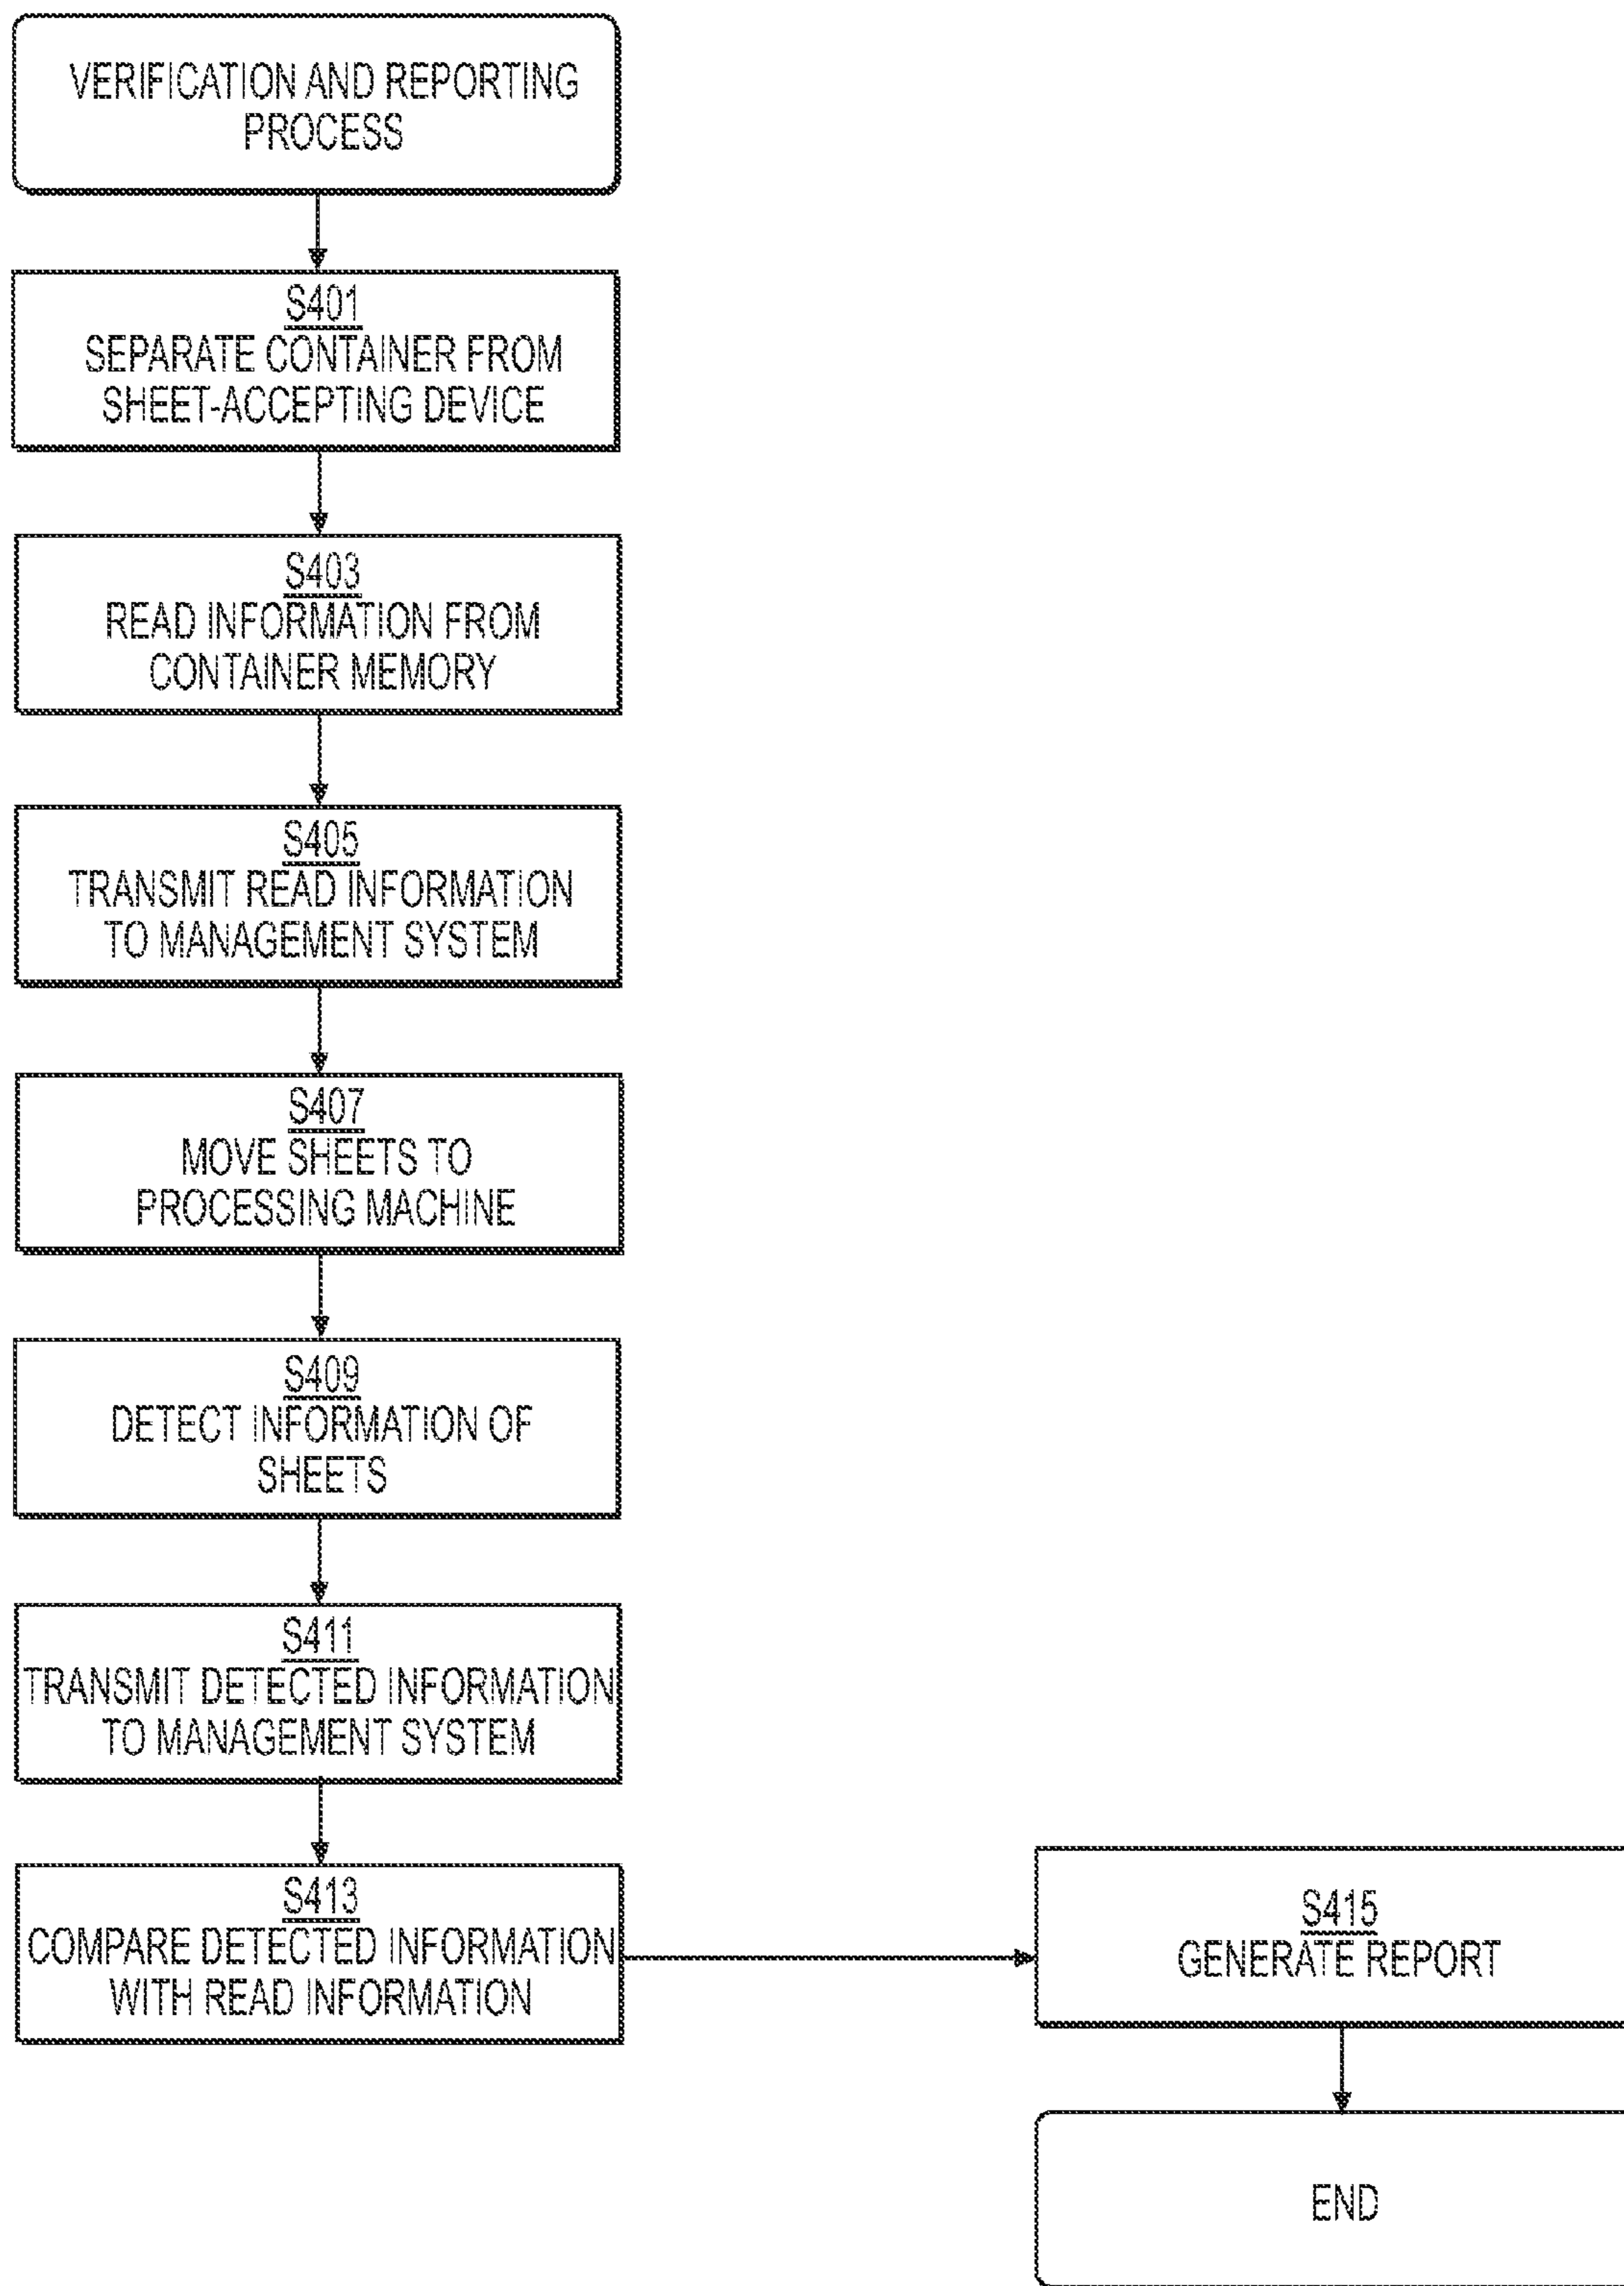 VERIFICATION AND REPORTING
PROCESS
S401
SEPARATE CONTAINER FROM
SHEET-ACCEPTING DEVICE
S403
READ INFORMATION FROM
CONTAINER MEMORY
S405
TRANSMIT READ INFORMATION
TO MANAGEMENT SYSTEM
S407
MOVE SHEETS TO
PROCESSING MACHINE
S409
DETECT INFORMATION OF
SHEETS
S411
TRANSMIT DETECTED INFORMATION
TO MANAGEMENT SYSTEM
S413
COMPARE DETECTED INFORMATION
WITH READ INFORMATION
S415
GENERATE REPORT
END